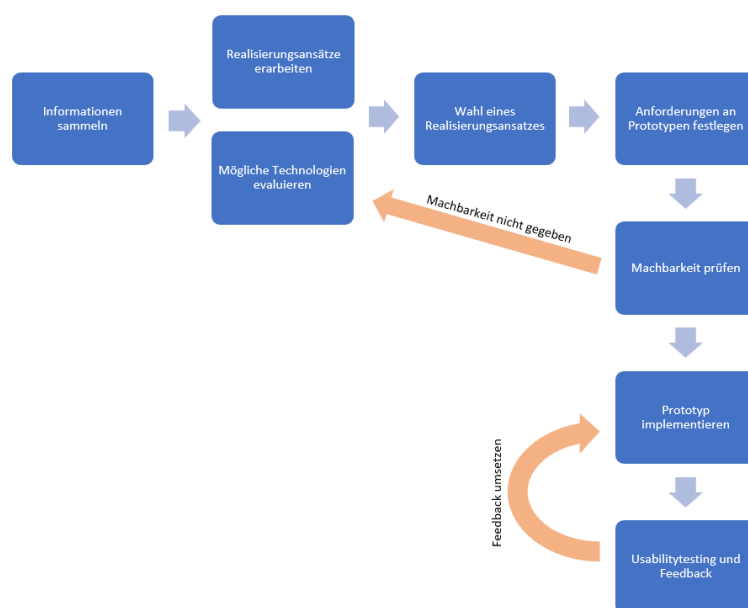 Informationen
sammeln
Realisierungsansätze
erarbeiten
Mögliche Technologien
evaluieren
Wahl eines
Realisierungsansatzes
Anforderungen an
Prototypen festlegen
Machbarkeit nicht gegeben
Machbarkeit prüfen
Prototyp
implementieren
Feedback umsetzen
Usabilitytesting und
Feedback